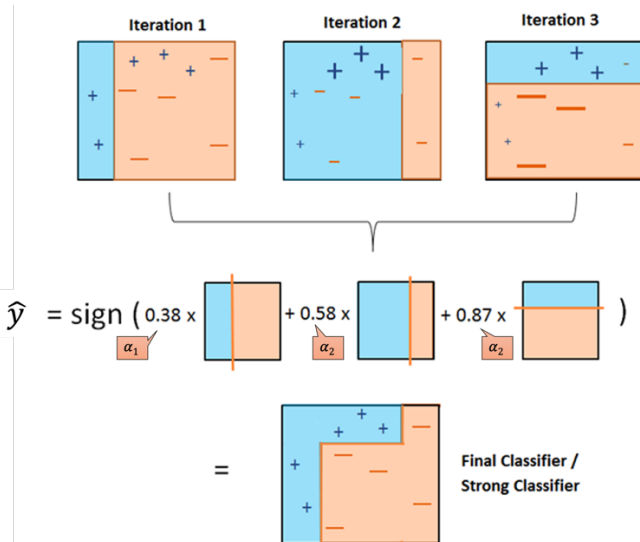 Iteration 1
Iteration 2
Iteration 3
ŷ = sign ( 0.38 x + 0.58 x + 0.87 x )
α₁ α₂ α₂
=
Final Classifier /
Strong Classifier